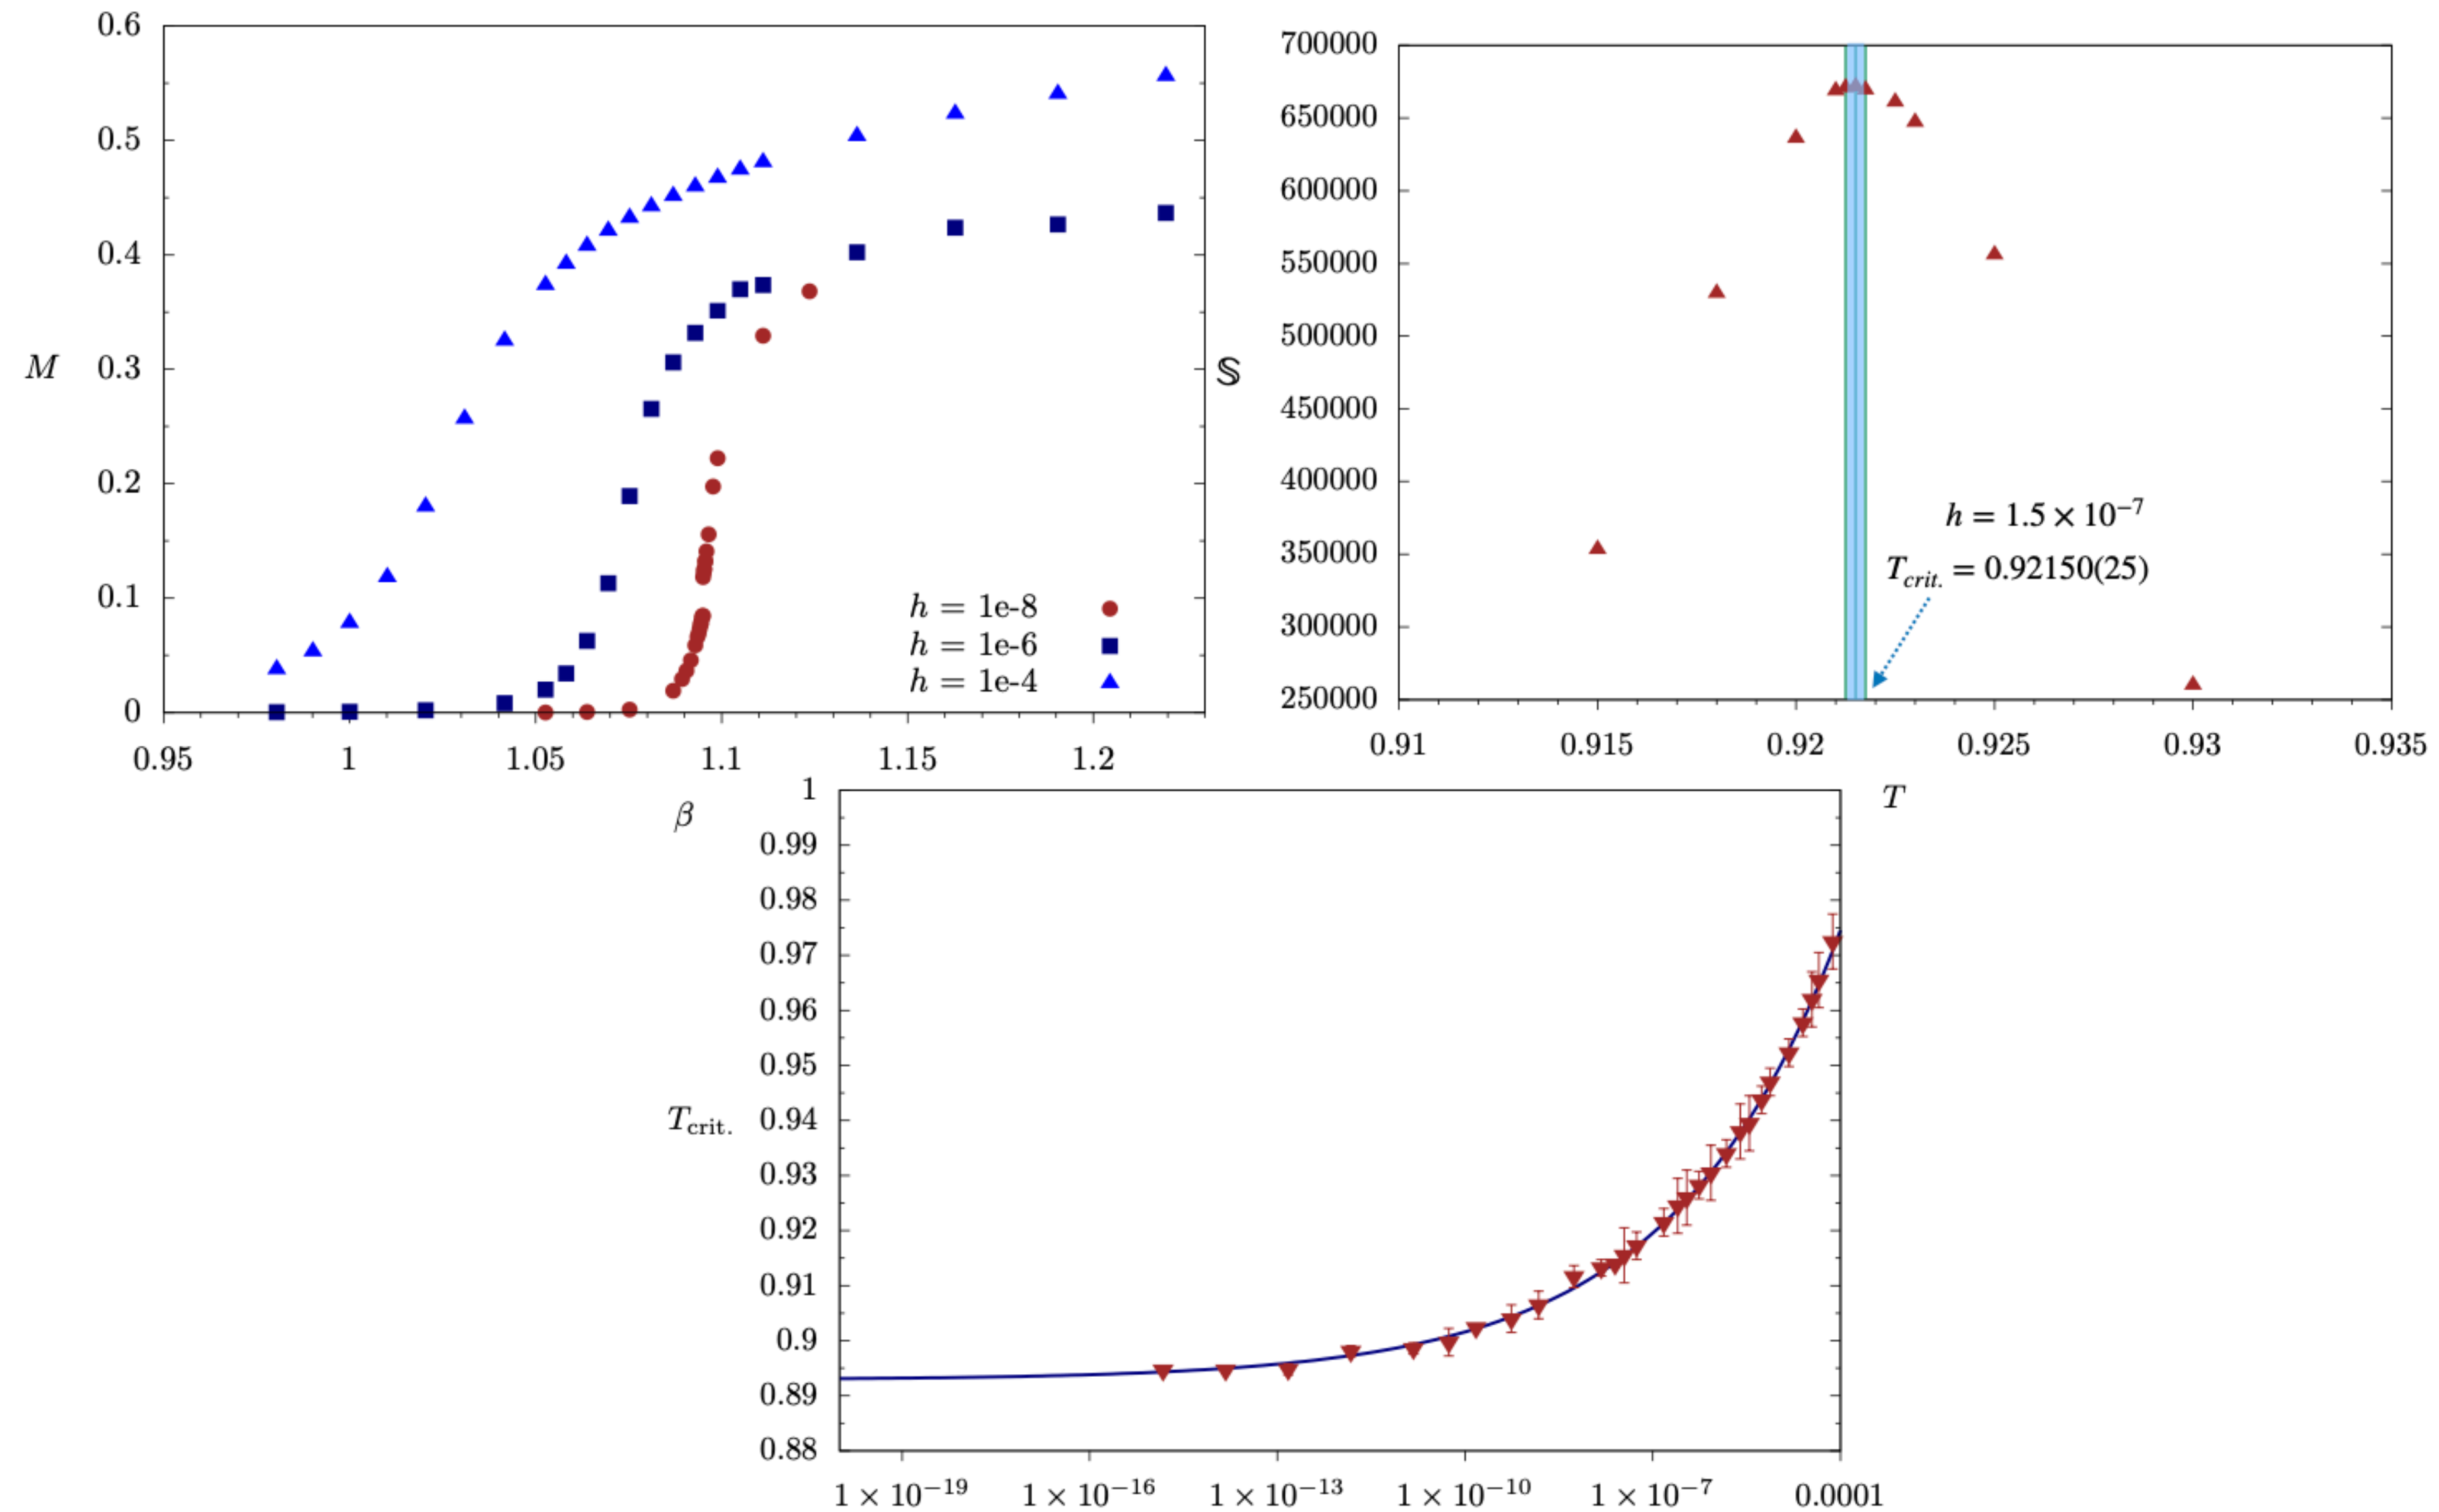 0.6
0.5
0.4
0.3
0.2
0.1
0
M
h = 1e-8
h = 1e-6
h = 1e-4
0.95 1 1.05 1.1 1.15 1.2
β
700000
650000
600000
550000
500000
450000
400000
350000
300000
250000
𝕊
h = 1.5 × 10⁻⁷
T_crit. = 0.92150(25)
0.91 0.915 0.92 0.925 0.93 0.935
T
1
0.99
0.98
0.97
0.96
0.95
0.94
0.93
0.92
0.91
0.9
0.89
0.88
T_crit.
1 × 10⁻¹⁹ 1 × 10⁻¹⁶ 1 × 10⁻¹³ 1 × 10⁻¹⁰ 1 × 10⁻⁷ 0.0001